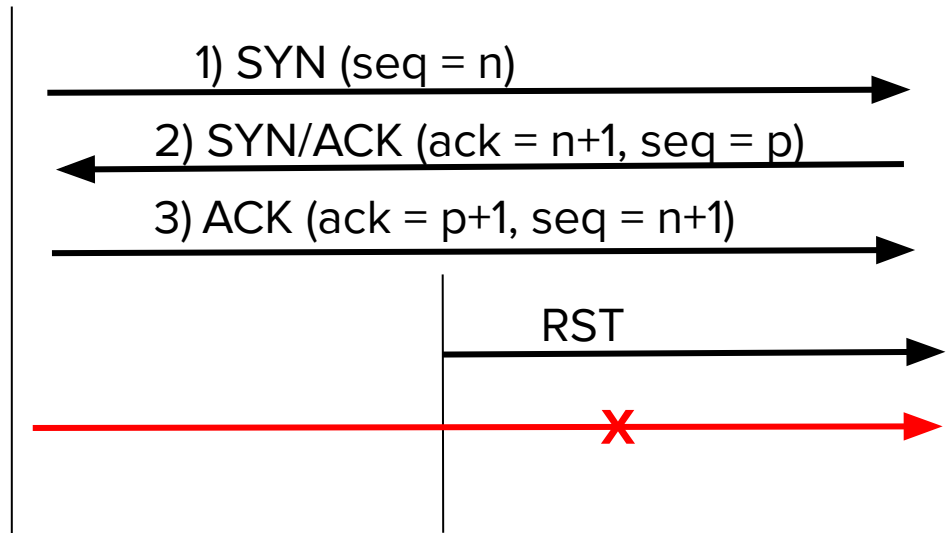 1) SYN (seq = n)
2) SYN/ACK (ack = n+1, seq = p)
3) ACK (ack = p+1, seq = n+1)
RST
X